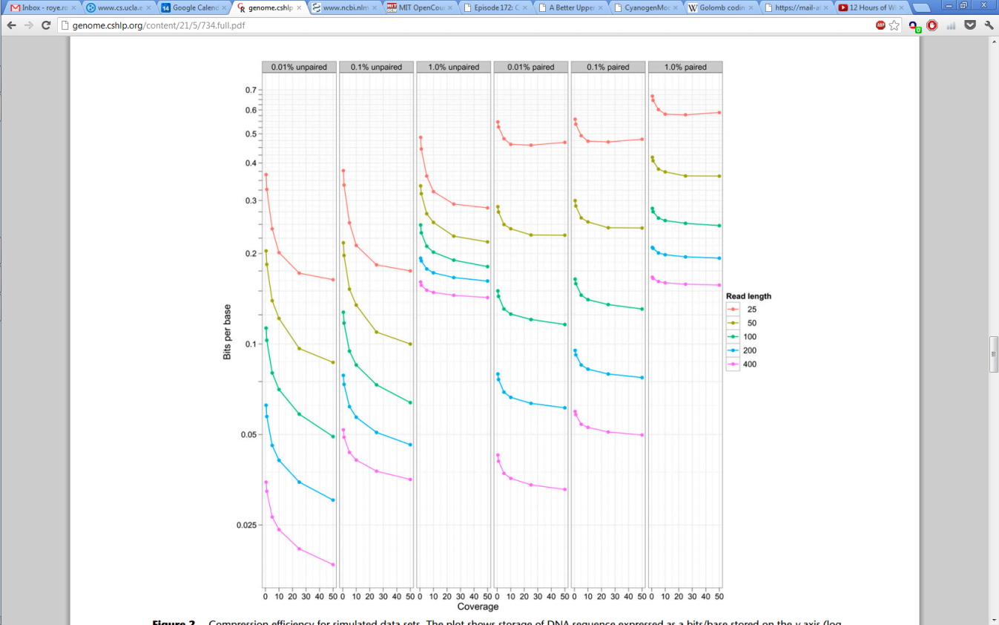 Inbox - roye.ro
www.cs.ucla.e
14 Google Calend
genome.cshlp
www.ncbi.nlm
MIT OpenCour
Episode 172: C
A Better Upper
CyanogenMod
W Golomb codin
https://mail-a
12 Hours of Wi
genome.cshlp.org/content/21/5/734.full.pdf
ABP
0
0.01% unpaired 0.1% unpaired 1.0% unpaired 0.01% paired 0.1% paired 1.0% paired
0.7
0.6
0.5
0.4
0.3
0.2
0.1
0.05
0.025
Bits per base
Read length
25
50
100
200
400
0 10 20 30 40 50 0 10 20 30 40 50 0 10 20 30 40 50 0 10 20 30 40 50 0 10 20 30 40 50 0 10 20 30 40 50
Coverage
Figure 2. Compression efficiency for simulated data sets. The plot shows storage of DNA sequence expressed as a bits/base stored on the y axis (log